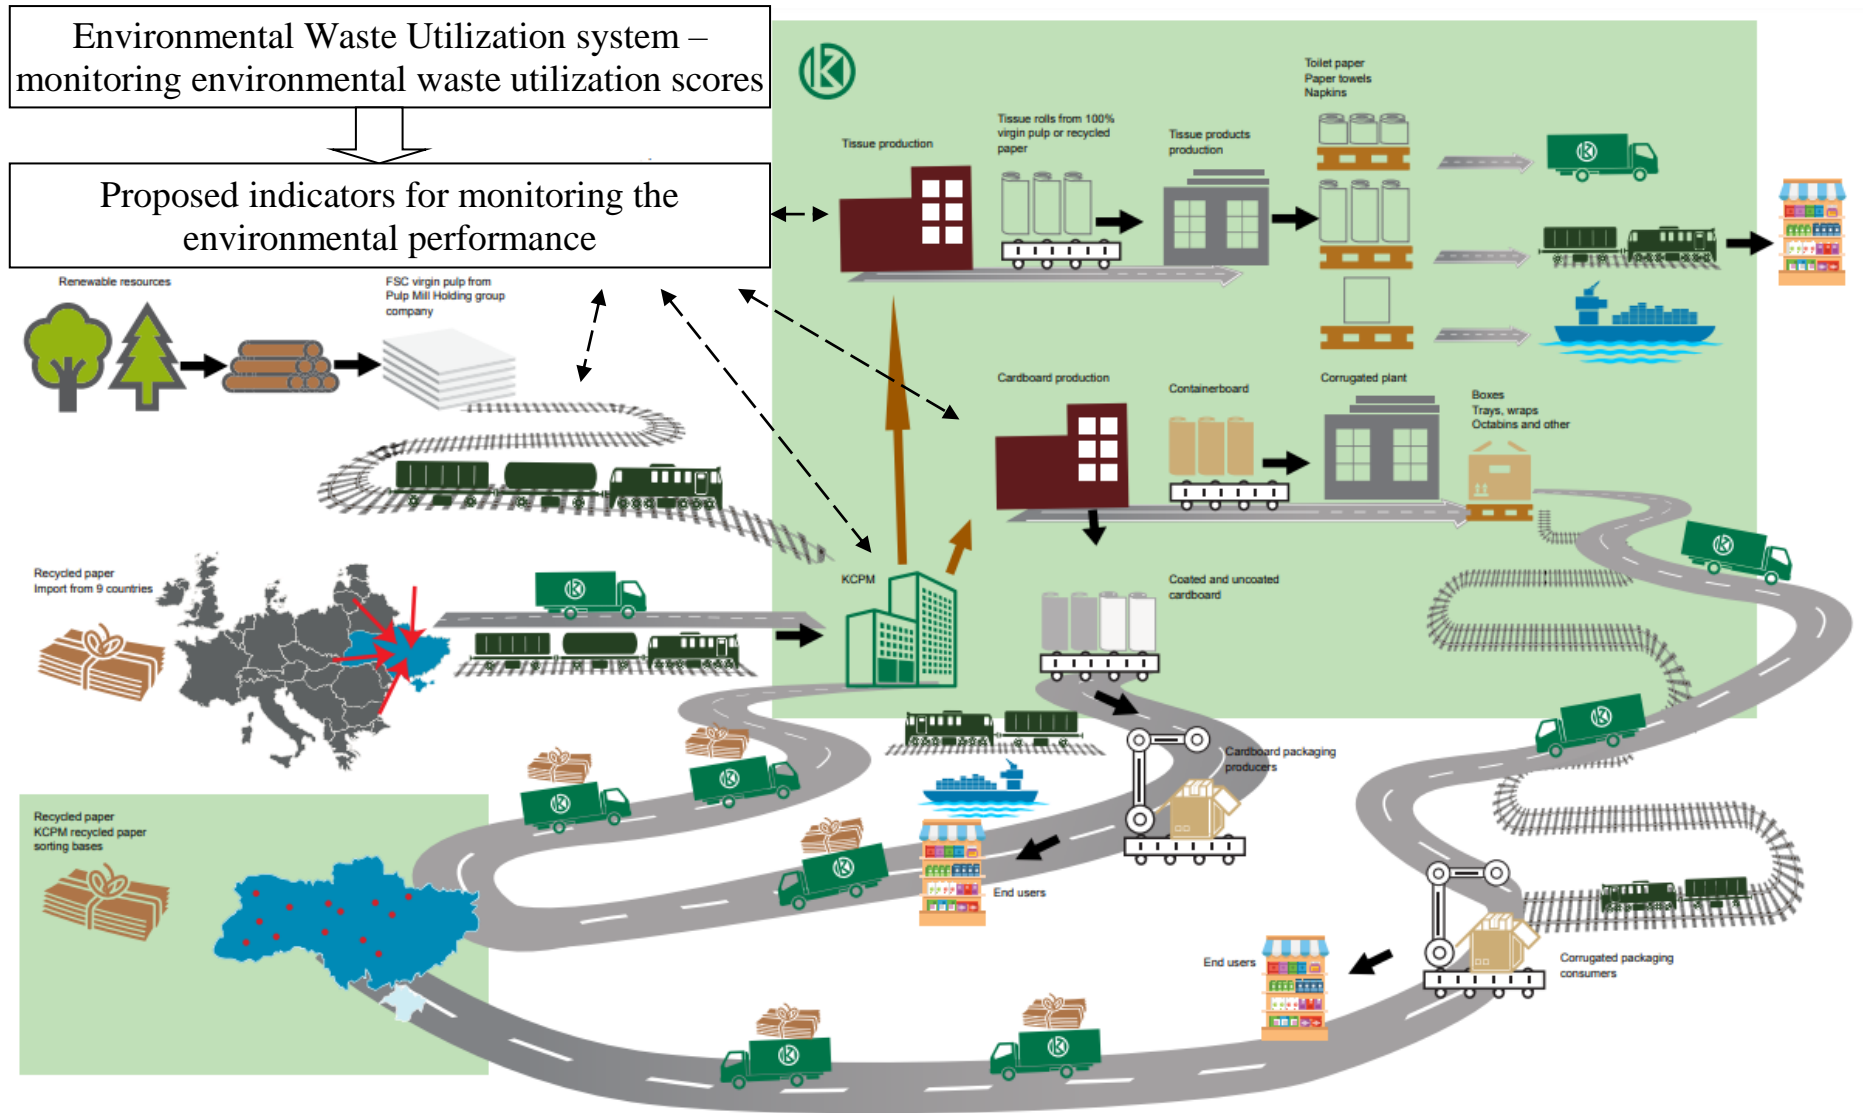 Environmental Waste Utilization system –
monitoring environmental waste utilization scores
Proposed indicators for monitoring the
environmental performance
Renewable resources
FSC virgin pulp from
Pulp Mill Holding group
company
Tissue production
Tissue rolls from 100%
virgin pulp or recycled
paper
Tissue products
production
Toilet paper
Paper towels
Napkins
Cardboard production
Containerboard
Corrugated plant
Boxes
Trays, wraps
Octabins and other
Recycled paper
Import from 9 countries
KCPM
Coated and uncoated
cardboard
Cardboard packaging
producers
Recycled paper
KCPM recycled paper
sorting bases
End users
End users
Corrugated packaging
consumers